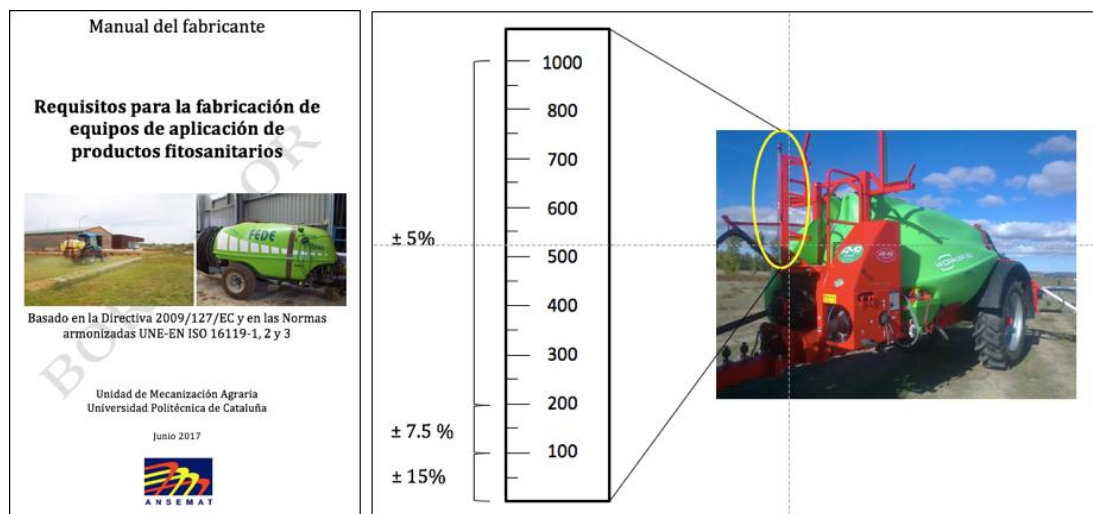 Manual del fabricante
Requisitos para la fabricación de
equipos de aplicación de
productos fitosanitarios
BORRADOR
FEDE
Basado en la Directiva 2009/127/EC y en las Normas
armonizadas UNE-EN ISO 16119-1, 2 y 3
Unidad de Mecanización Agraria
Universidad Politécnica de Cataluña
Junio 2017
ANSEMAT
1000
800
700
600
± 5%
500
400
300
200
± 7.5 %
100
± 15%